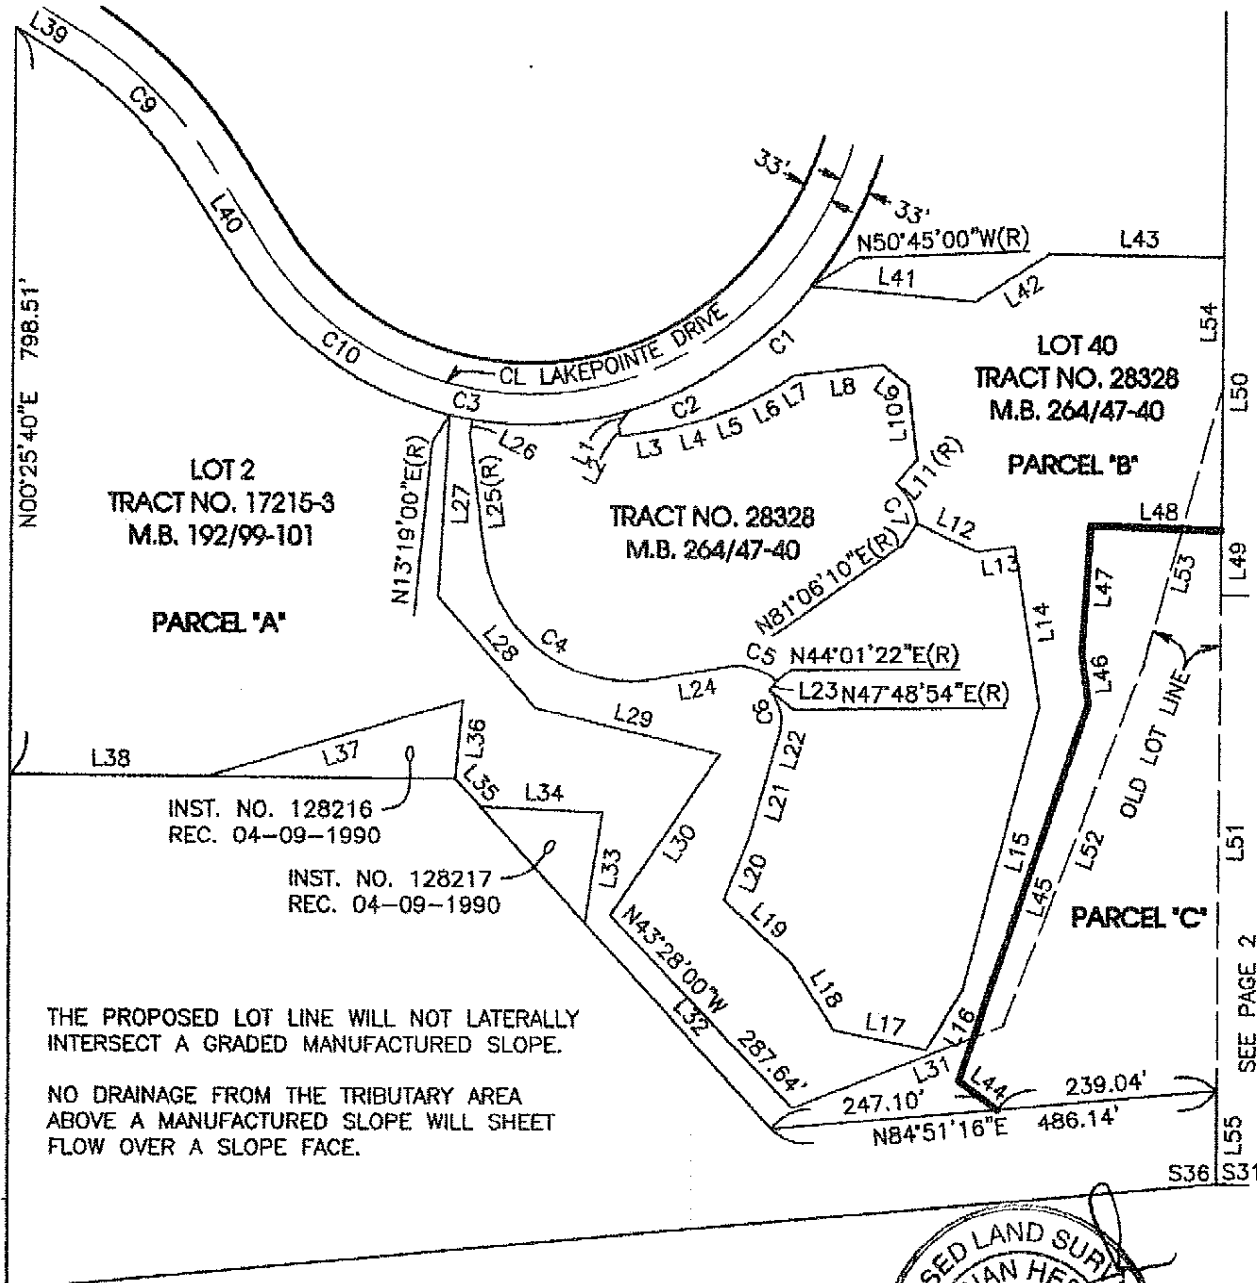 L39
C9
L40
C10
33'
33'
N50°45'00"W(R)
L43
L41
L42
N00°25'40"E 798.51'
CL LAKEPOINTE DRIVE
C1
C2
C3
L54
LOT 40
TRACT NO. 28328
M.B. 264/47-40
PARCEL "B"
L50
L26
L1
L2
L3
L4
L5
L6
L7
L8
L9
L10
L11(R)
C7
N13°19'00"E(R)
L27
L25(R)
LOT 2
TRACT NO. 17215-3
M.B. 192/99-101
PARCEL "A"
TRACT NO. 28328
M.B. 264/47-40
L12
L13
L14
N81°06'10"E(R)
L48
L47
L53
L49
L28
C4
C5
N44°01'22"E(R)
L23
N47°48'54"E(R)
C6
L24
L46
L29
L22
L21
L20
OLD LOT LINE
L38
L37
L36
L35
L34
L33
L30
L15
L45
L52
L51
INST. NO. 128216
REC. 04-09-1990
INST. NO. 128217
REC. 04-09-1990
PARCEL "C"
L19
L18
L17
L16
N43°28'00"W
287.64'
L32
L31
L44
247.10'
239.04'
N84°51'16"E
486.14'
L55
SEE PAGE 2
S36
S31
THE PROPOSED LOT LINE WILL NOT LATERALLY
INTERSECT A GRADED MANUFACTURED SLOPE.
NO DRAINAGE FROM THE TRIBUTARY AREA
ABOVE A MANUFACTURED SLOPE WILL SHEET
FLOW OVER A SLOPE FACE.
SED LAND SURV
NAN HES